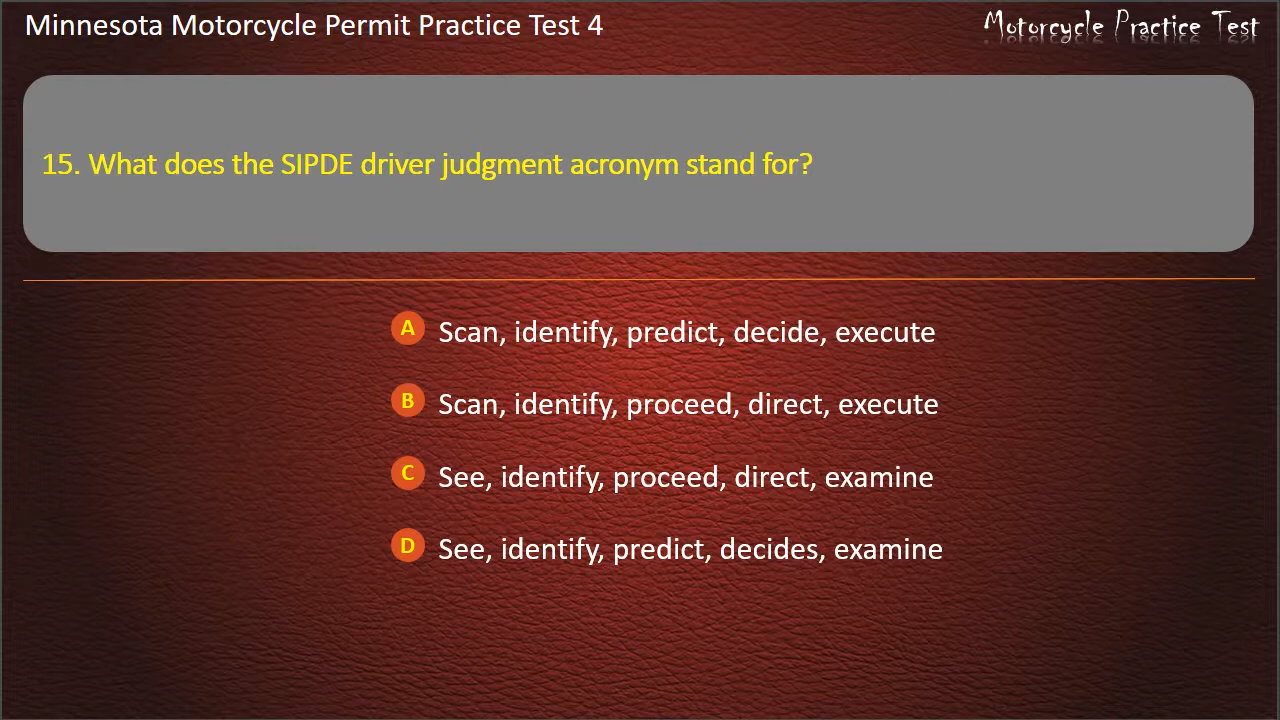 Minnesota Motorcycle Permit Practice Test 4
Motorcycle Practice Test
15. What does the SIPDE driver judgment acronym stand for?
A Scan, identify, predict, decide, execute
B Scan, identify, proceed, direct, execute
C See, identify, proceed, direct, examine
D See, identify, predict, decides, examine